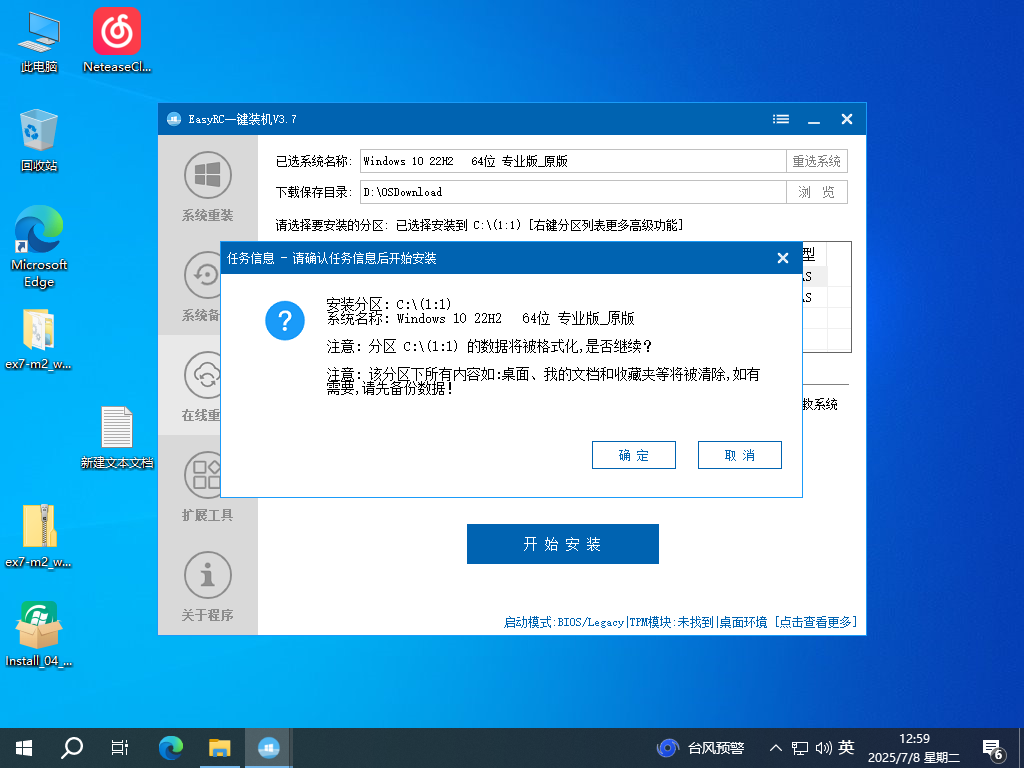 此电脑
NeteaseCl...
回收站
Microsoft
Edge
ex7-m2_w...
新建文本文档
ex7-m2_w...
Install_04_...
EasyRC一键装机V3.7
系统重装
系统备
在线重
扩展工具
关于程序
已选系统名称:
Windows 10 22H2 64位 专业版_原版
重选系统
下载保存目录:
D:\OSDownload
浏 览
请选择要安装的分区: 已选择安装到 C:\(1:1) [右键分区列表更多高级功能]
型
任务信息 - 请确认任务信息后开始安装
?
安装分区: C:\(1:1)
系统名称: Windows 10 22H2 64位 专业版_原版
注意: 分区 C:\(1:1) 的数据将被格式化,是否继续?
注意: 该分区下所有内容如:桌面、我的文档和收藏夹等将被清除,如有
需要,请先备份数据!
确 定
取 消
救系统
开 始 安 装
启动模式:BIOS/Legacy|TPM模块:未找到|桌面环境 [点击查看更多]
台风预警
英
12:59
2025/7/8 星期二
6